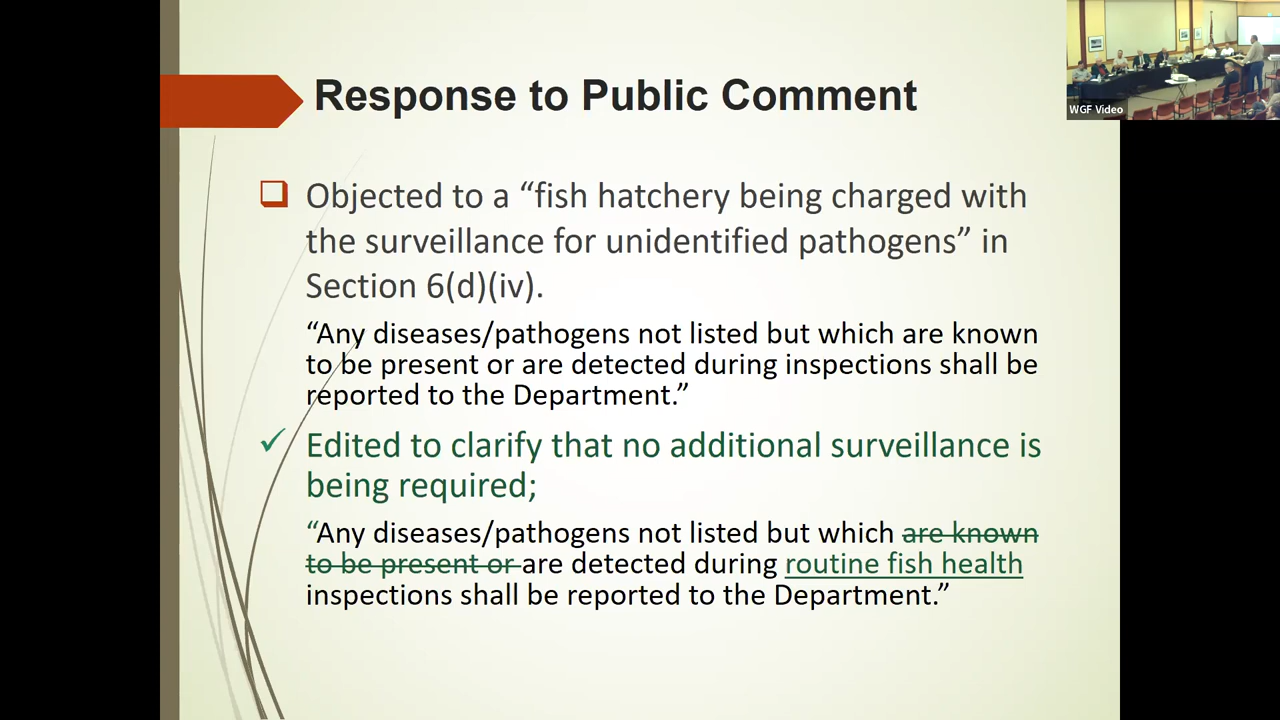 Response to Public Comment
WGF Video
Objected to a “fish hatchery being charged with
the surveillance for unidentified pathogens” in
Section 6(d)(iv).
“Any diseases/pathogens not listed but which are known
to be present or are detected during inspections shall be
reported to the Department.”
Edited to clarify that no additional surveillance is
being required;
“Any diseases/pathogens not listed but which are known
to be present or are detected during routine fish health
inspections shall be reported to the Department.”